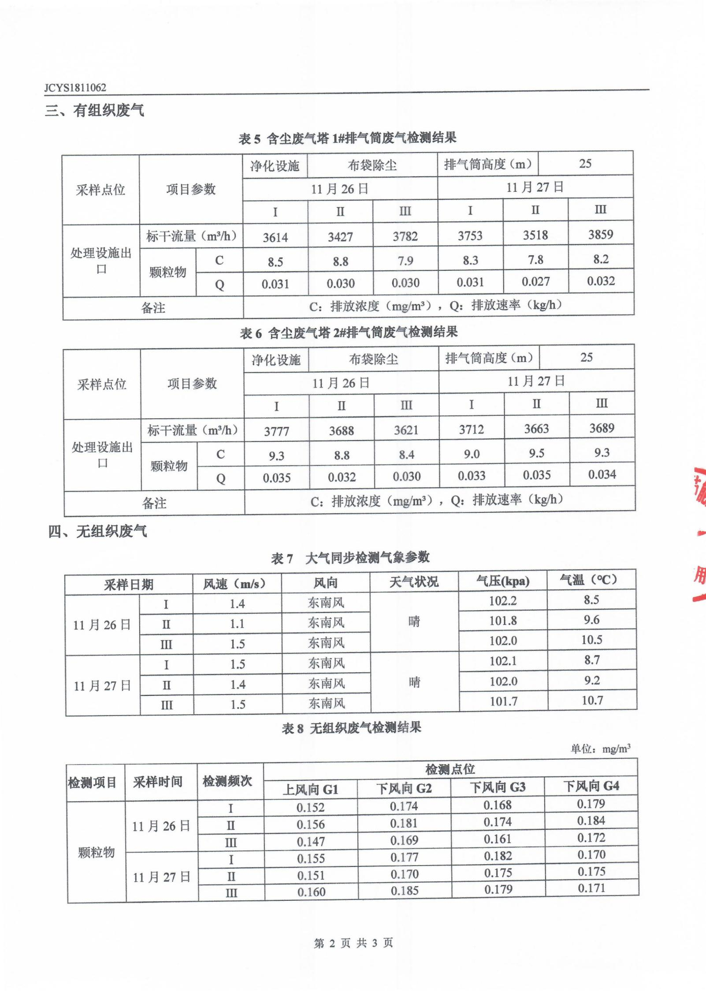 JCYS1811062
三、有组织废气
表 5 含尘废气塔 1#排气筒废气检测结果
采样点位 项目参数 净化设施 布袋除尘 排气筒高度（m） 25
11 月 26 日 11 月 27 日
I II III I II III
处理设施出口 标干流量（m³/h） 3614 3427 3782 3753 3518 3859
颗粒物 C 8.5 8.8 7.9 8.3 7.8 8.2
Q 0.031 0.030 0.030 0.031 0.027 0.032
备注 C：排放浓度（mg/m³），Q：排放速率（kg/h）
表 6 含尘废气塔 2#排气筒废气检测结果
采样点位 项目参数 净化设施 布袋除尘 排气筒高度（m） 25
11 月 26 日 11 月 27 日
I II III I II III
处理设施出口 标干流量（m³/h） 3777 3688 3621 3712 3663 3689
颗粒物 C 9.3 8.8 8.4 9.0 9.5 9.3
Q 0.035 0.032 0.030 0.033 0.035 0.034
备注 C：排放浓度（mg/m³），Q：排放速率（kg/h）
四、无组织废气
表 7 大气同步检测气象参数
采样日期 风速（m/s） 风向 天气状况 气压(kpa) 气温（℃）
11 月 26 日 I 1.4 东南风 晴 102.2 8.5
II 1.1 东南风 101.8 9.6
III 1.5 东南风 102.0 10.5
11 月 27 日 I 1.5 东南风 晴 102.1 8.7
II 1.4 东南风 102.0 9.2
III 1.5 东南风 101.7 10.7
表 8 无组织废气检测结果
单位：mg/m³
检测项目 采样时间 检测频次 检测点位
上风向 G1 下风向 G2 下风向 G3 下风向 G4
颗粒物 11 月 26 日 I 0.152 0.174 0.168 0.179
II 0.156 0.181 0.174 0.184
III 0.147 0.169 0.161 0.172
11 月 27 日 I 0.155 0.177 0.182 0.170
II 0.151 0.170 0.175 0.175
III 0.160 0.185 0.179 0.171
第 2 页 共 3 页
用